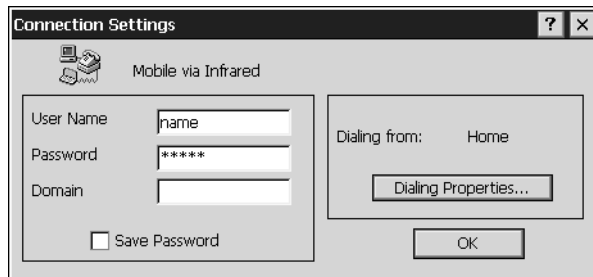 Connection Settings
? ×
Mobile via Infrared
User Name name
Password *****
Domain
Save Password
Dialing from: Home
Dialing Properties...
OK